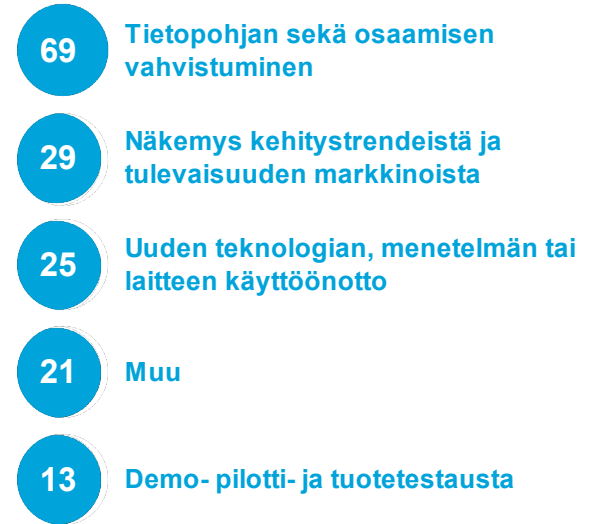 69
Tietopohjan sekä osaamisen
vahvistuminen
29
Näkemys kehitystrendeistä ja
tulevaisuuden markkinoista
25
Uuden teknologian, menetelmän tai
laitteen käyttöönotto
21
Muu
13
Demo- pilotti- ja tuotetestausta